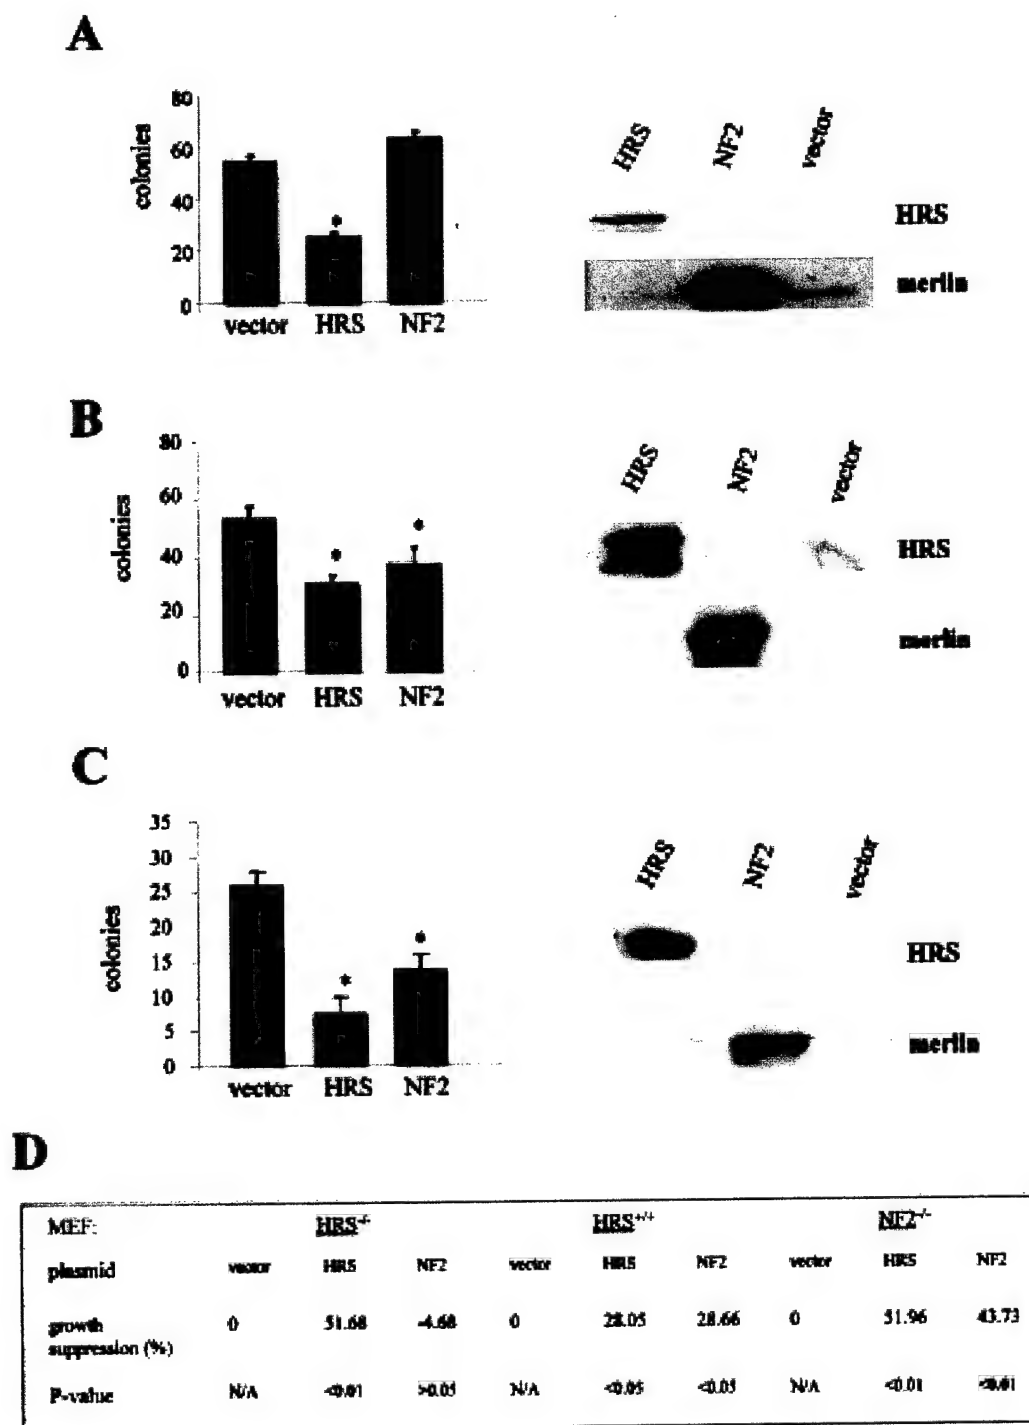 A
80
60
40
20
0
colonies
*
vector HRS NF2
HRS NF2 vector
HRS
merlin
B
80
60
40
20
0
colonies
*
*
vector HRS NF2
HRS NF2 vector
HRS
merlin
C
35
30
25
20
15
10
5
0
colonies
*
*
vector HRS NF2
HRS NF2 vector
HRS
merlin
D
MEF: HRS-/- HRS+/+ NF2-/-
plasmid vector HRS NF2 vector HRS NF2 vector HRS NF2
growth suppression (%) 0 51.68 -4.68 0 28.05 28.66 0 51.96 43.73
P-value N/A <0.01 >0.05 N/A <0.05 <0.05 N/A <0.01 <0.01